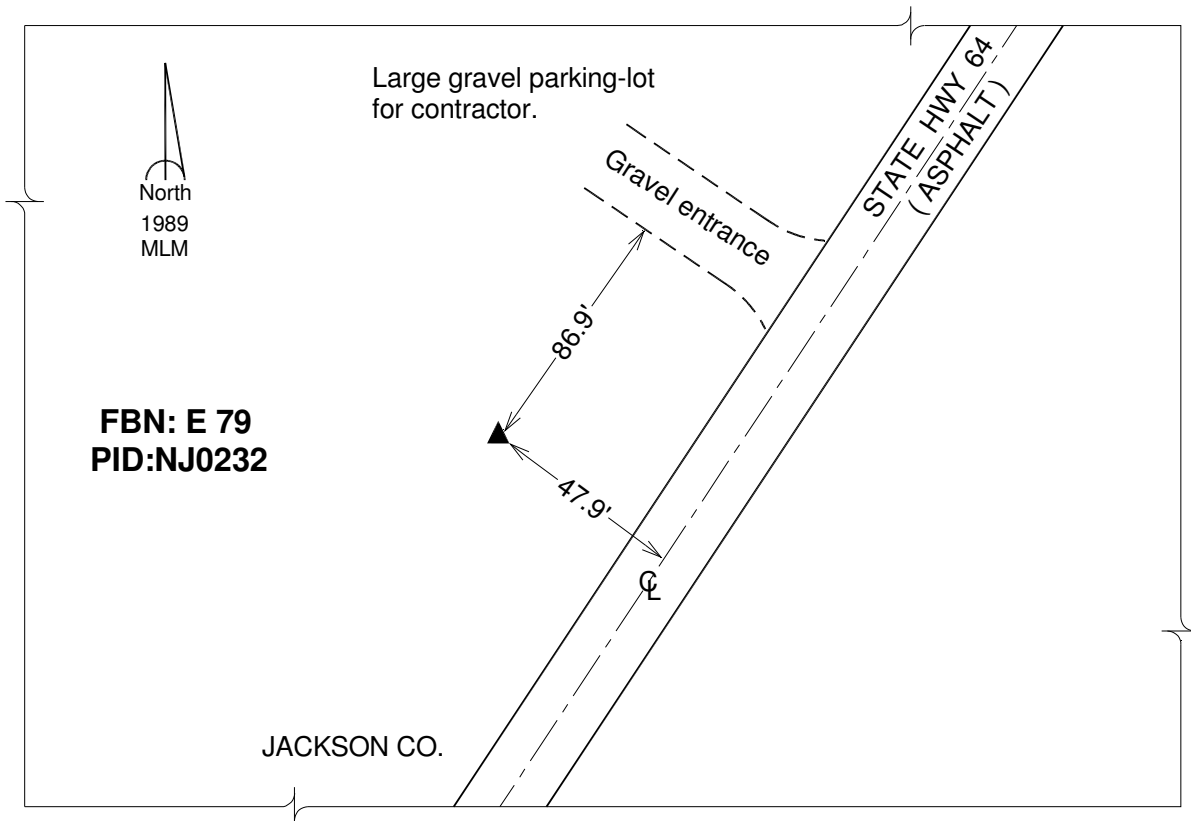 Large gravel parking-lot
for contractor.
STATE HWY 64
( ASPHALT )
North
1989
MLM
Gravel entrance
86.9'
FBN: E 79
PID:NJ0232
47.9'
℄
JACKSON CO.